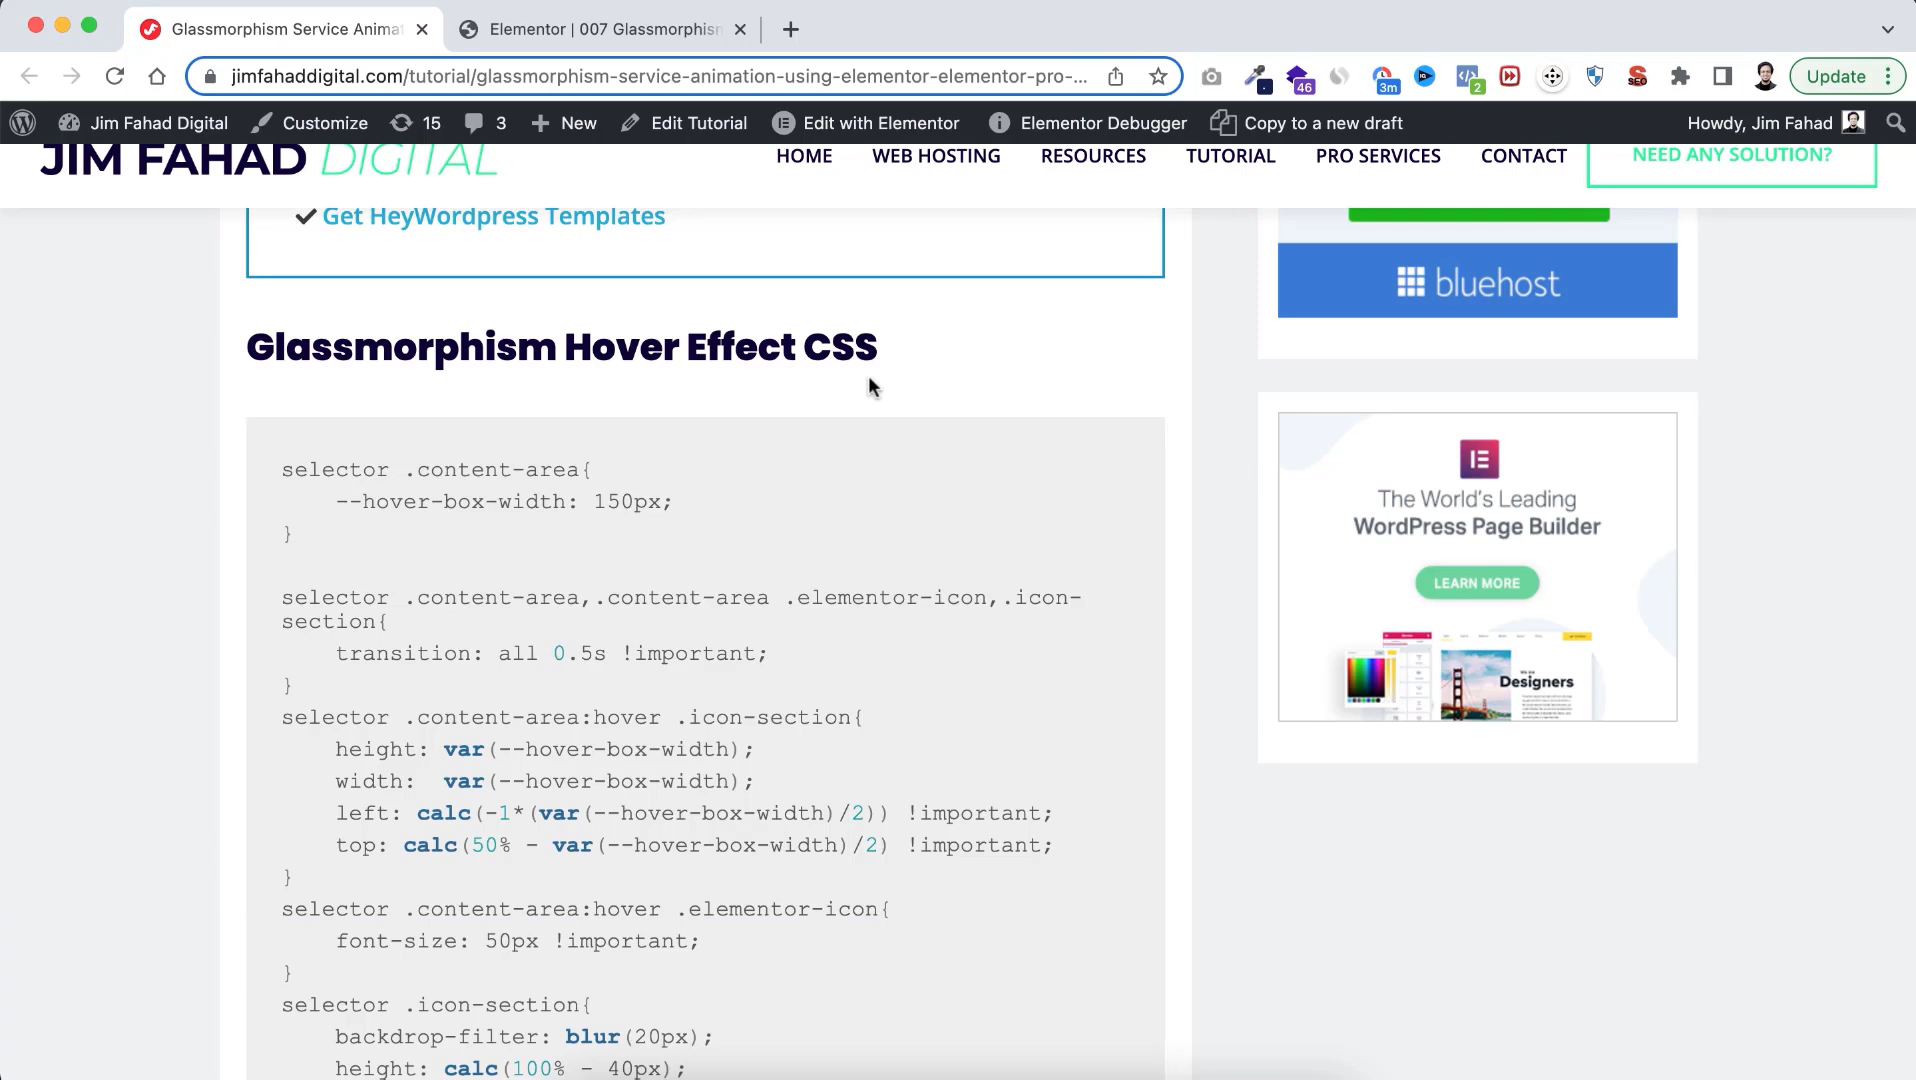 Glassmorphism Service Animat
Elementor | 007 Glassmorphism
jimfahaddigital.com/tutorial/glassmorphism-service-animation-using-elementor-elementor-pro-...
46
3m
2
SEO
Update
Jim Fahad Digital
Customize
15
3
New
Edit Tutorial
Edit with Elementor
Elementor Debugger
Copy to a new draft
Howdy, Jim Fahad
JIM FAHAD DIGITAL
HOME
WEB HOSTING
RESOURCES
TUTORIAL
PRO SERVICES
CONTACT
NEED ANY SOLUTION?
Get HeyWordpress Templates
bluehost
Glassmorphism Hover Effect CSS
selector .content-area{
--hover-box-width: 150px;
}
selector .content-area,.content-area .elementor-icon,.icon-
section{
transition: all 0.5s !important;
}
selector .content-area:hover .icon-section{
height: var(--hover-box-width);
width:  var(--hover-box-width);
left: calc(-1*(var(--hover-box-width)/2)) !important;
top: calc(50% - var(--hover-box-width)/2) !important;
}
selector .content-area:hover .elementor-icon{
font-size: 50px !important;
}
selector .icon-section{
backdrop-filter: blur(20px);
height: calc(100% - 40px);
The World's Leading
WordPress Page Builder
LEARN MORE
Designers